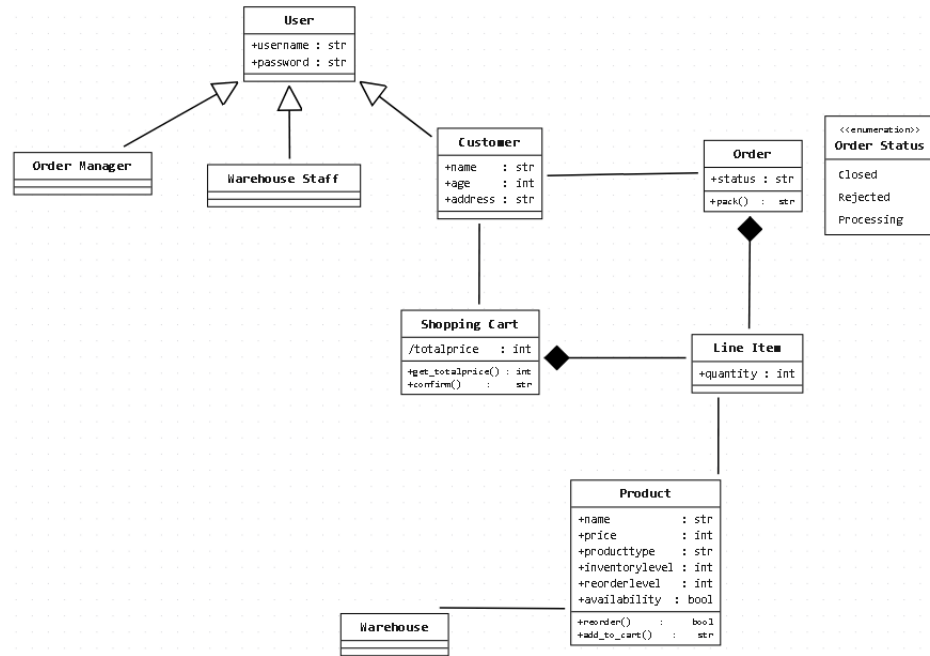 User
+username : str
+password : str
Order Manager
Warehouse Staff
Customer
+name : str
+age : int
+address : str
Order
+status : str
+pack() : str
<<enumeration>>
Order Status
Closed
Rejected
Processing
Shopping Cart
/totalprice : int
+get_totalprice() : int
+confirm() : str
Line Item
+quantity : int
Product
+name : str
+price : int
+producttype : str
+inventorylevel : int
+reorderlevel : int
+availability : bool
+reorder() : bool
+add_to_cart() : str
Warehouse